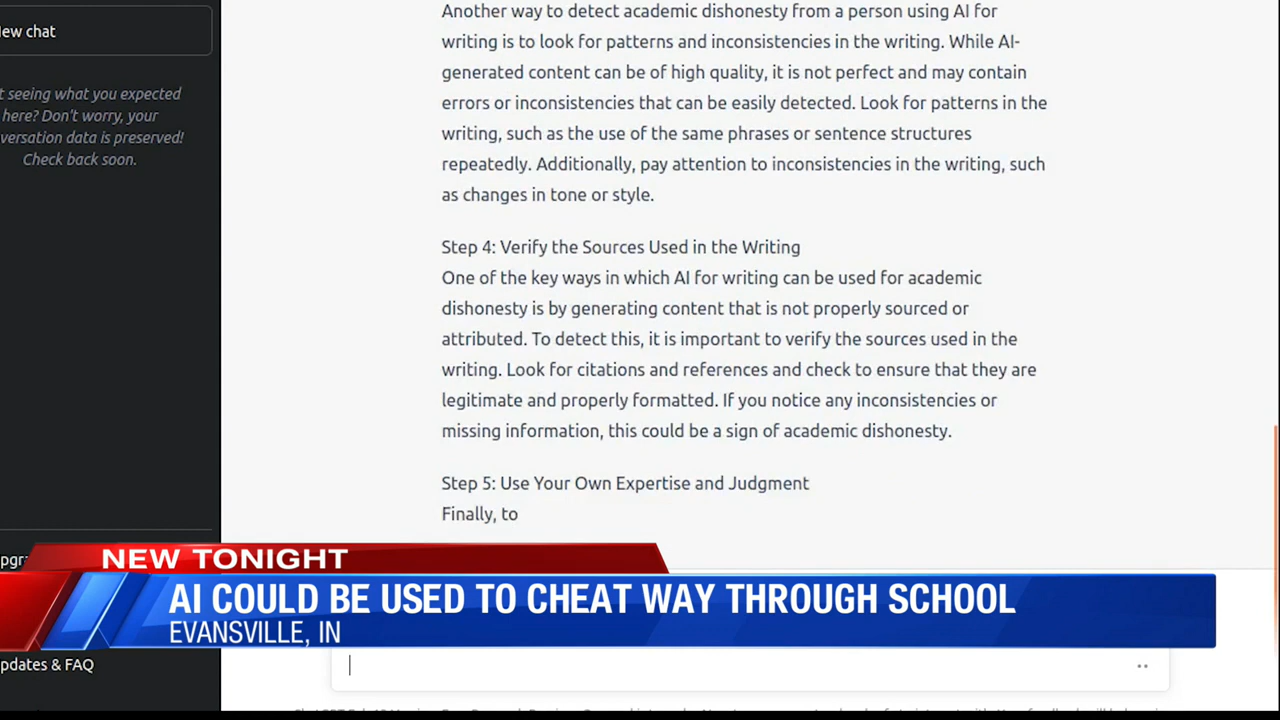 ew chat
t seeing what you expected
here? Don't worry, your
versation data is preserved!
Check back soon.
Another way to detect academic dishonesty from a person using AI for
writing is to look for patterns and inconsistencies in the writing. While AI-
generated content can be of high quality, it is not perfect and may contain
errors or inconsistencies that can be easily detected. Look for patterns in the
writing, such as the use of the same phrases or sentence structures
repeatedly. Additionally, pay attention to inconsistencies in the writing, such
as changes in tone or style.
Step 4: Verify the Sources Used in the Writing
One of the key ways in which AI for writing can be used for academic
dishonesty is by generating content that is not properly sourced or
attributed. To detect this, it is important to verify the sources used in the
writing. Look for citations and references and check to ensure that they are
legitimate and properly formatted. If you notice any inconsistencies or
missing information, this could be a sign of academic dishonesty.
Step 5: Use Your Own Expertise and Judgment
Finally, to
pgr
NEW TONIGHT
AI COULD BE USED TO CHEAT WAY THROUGH SCHOOL
EVANSVILLE, IN
pdates & FAQ